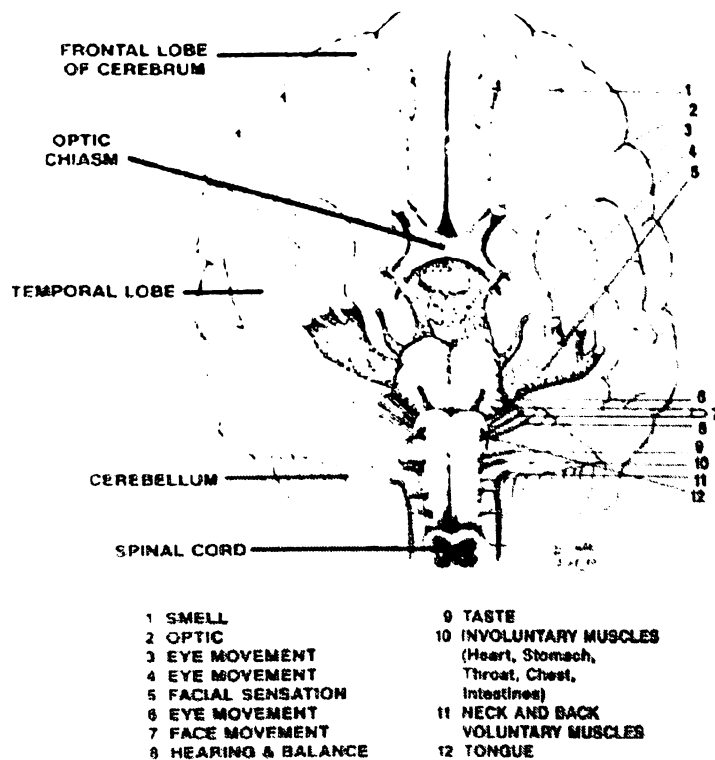 FRONTAL LOBE
OF CEREBRUM
OPTIC
CHIASM
TEMPORAL LOBE
CEREBELLUM
SPINAL CORD
1
2
3
4
5
6
7
8
9
10
11
12
1 SMELL
2 OPTIC
3 EYE MOVEMENT
4 EYE MOVEMENT
5 FACIAL SENSATION
6 EYE MOVEMENT
7 FACE MOVEMENT
8 HEARING & BALANCE
9 TASTE
10 INVOLUNTARY MUSCLES
(Heart, Stomach,
Throat, Chest,
Intestines)
11 NECK AND BACK
VOLUNTARY MUSCLES
12 TONGUE